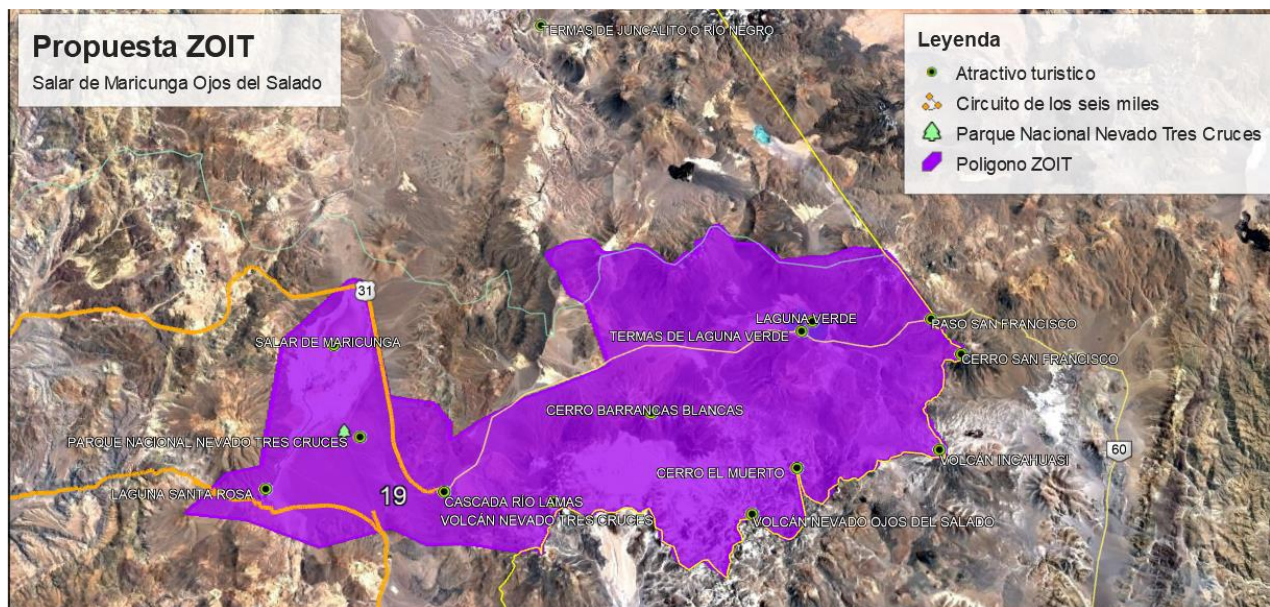 Propuesta ZOIT
Salar de Maricunga Ojos del Salado
Leyenda
Atractivo turistico
Circuito de los seis miles
Parque Nacional Nevado Tres Cruces
Poligono ZOIT
TERMAS DE JUNCALITO O RÍO NEGRO
31
SALAR DE MARICUNGA
LAGUNA VERDE
TERMAS DE LAGUNA VERDE
PASO SAN FRANCISCO
CERRO SAN FRANCISCO
CERRO BARRANCAS BLANCAS
PARQUE NACIONAL NEVADO TRES CRUCES
VOLCÁN INCAHUASI
60
CERRO EL MUERTO
LAGUNA SANTA ROSA
19
CASCADA RÍO LAMAS
VOLCÁN NEVADO TRES CRUCES
VOLCÁN NEVADO OJOS DEL SALADO